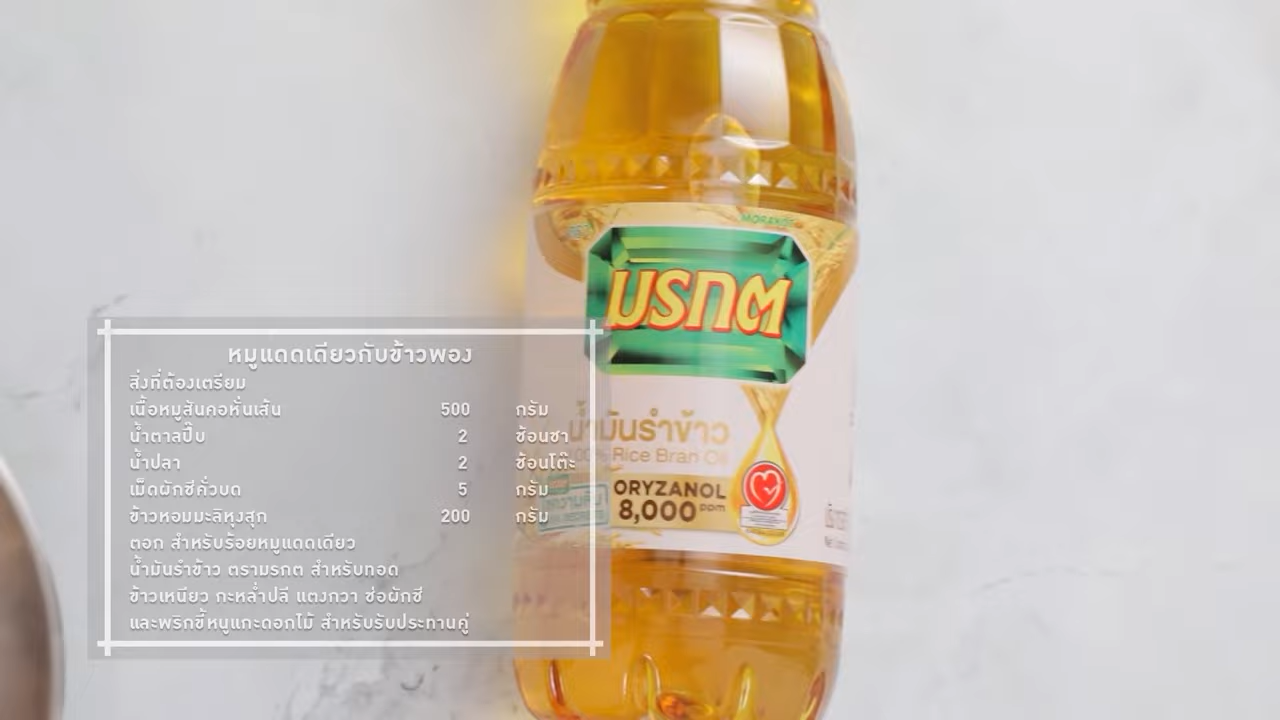 มรกต
น้ำมันรำข้าว
Rice Bran Oil
ORYZANOL
8,000 ppm
หมูแดดเดียวกับข้าวพอง
สิ่งที่ต้องเตรียม
เนื้อหมูสันคอหั่นเส้น 500 กรัม
น้ำตาลปี๊บ 2 ช้อนชา
น้ำปลา 2 ช้อนโต๊ะ
เม็ดผักชีคั่วบด 5 กรัม
ข้าวหอมมะลิหุงสุก 200 กรัม
ตอก สำหรับร้อยหมูแดดเดียว
น้ำมันรำข้าว ตรามรกต สำหรับทอด
ข้าวเหนียว กะหล่ำปลี แตงกวา ช่อผักชี
และพริกขี้หนูแกะดอกไม้ สำหรับรับประทานคู่